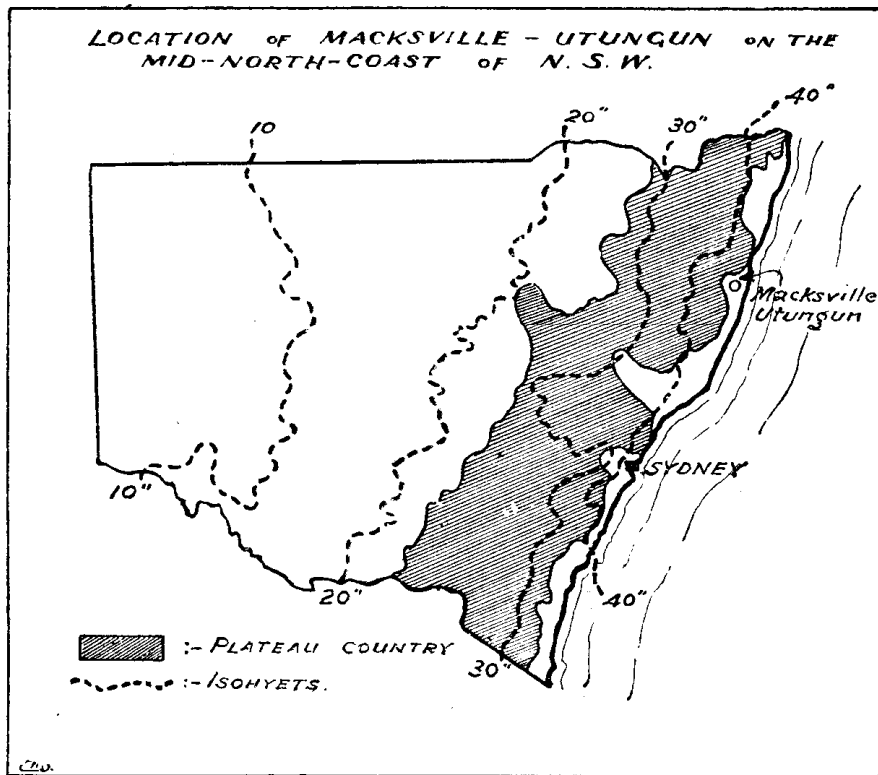 LOCATION OF MACKSVILLE - UTUNGUN ON THE
MID-NORTH-COAST OF N.S.W.
10
20"
30"
40"
Macksville
Utungun
SYDNEY
10"
20"
30"
40"
:- PLATEAU COUNTRY
:- ISOHYETS.